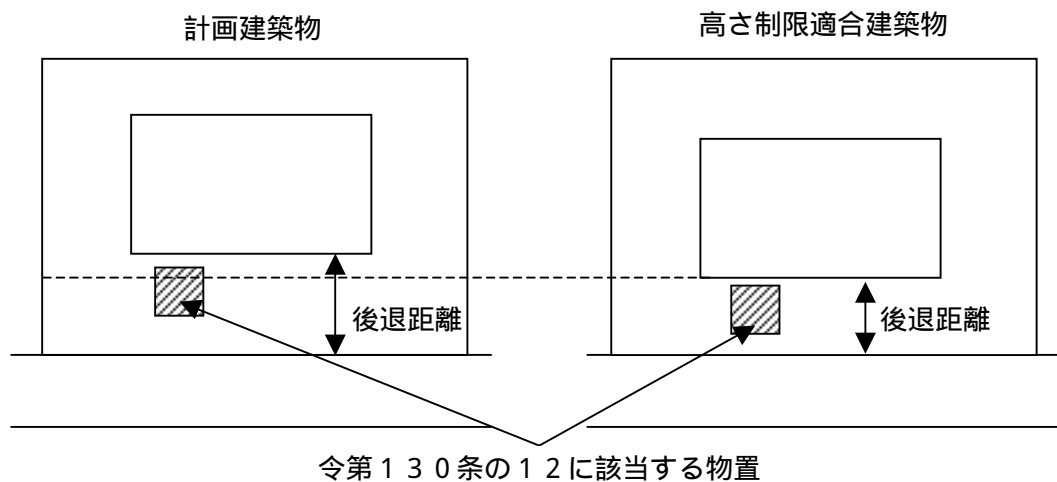 計画建築物
高さ制限適合建築物
後退距離
後退距離
令第１３０条の１２に該当する物置